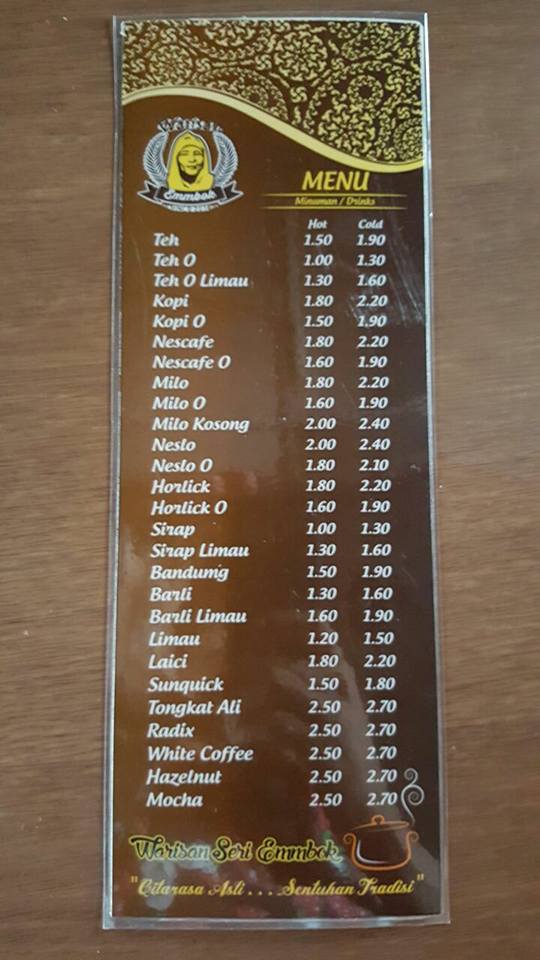 Warisan
Emmbok
MENU
Minuman / Drinks
Hot Cold
Teh 1.50 1.90
Teh O 1.00 1.30
Teh O Limau 1.30 1.60
Kopi 1.80 2.20
Kopi O 1.50 1.90
Nescafe 1.80 2.20
Nescafe O 1.60 1.90
Milo 1.80 2.20
Milo O 1.60 1.90
Milo Kosong 2.00 2.40
Neslo 2.00 2.40
Neslo O 1.80 2.10
Horlick 1.80 2.20
Horlick O 1.60 1.90
Sirap 1.00 1.30
Sirap Limau 1.30 1.60
Bandumg 1.50 1.90
Barli 1.30 1.60
Barli Limau 1.60 1.90
Limau 1.20 1.50
Laici 1.80 2.20
Sunquick 1.50 1.80
Tongkat Ali 2.50 2.70
Radix 2.50 2.70
White Coffee 2.50 2.70
Hazelnut 2.50 2.70
Mocha 2.50 2.70
Warisan Seri Emmbok
"Citarasa Asli . . . . Sentuhan Tradisi"